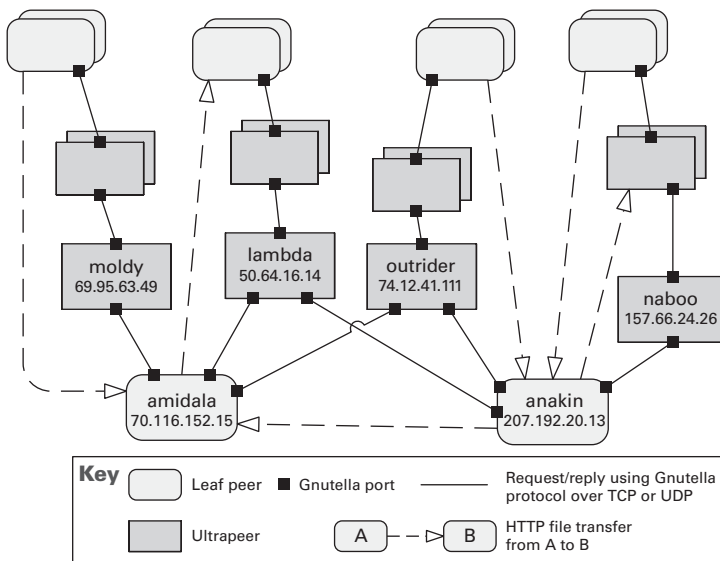 moldy
69.95.63.49
lambda
50.64.16.14
outrider
74.12.41.111
naboo
157.66.24.26
amidala
70.116.152.15
anakin
207.192.20.13
Key
Leaf peer
Gnutella port
Request/reply using Gnutella
protocol over TCP or UDP
Ultrapeer
A
B
HTTP file transfer
from A to B